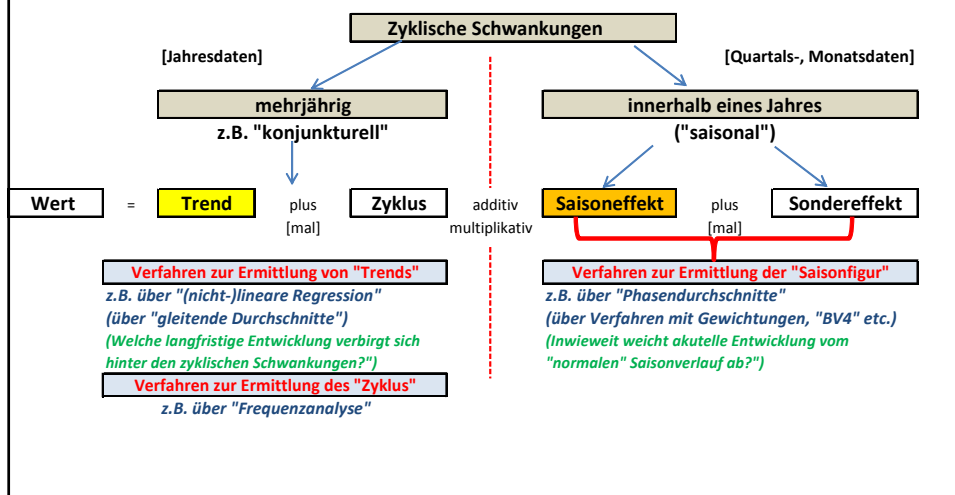 Zyklische Schwankungen
[Jahresdaten]
[Quartals-, Monatsdaten]
mehrjährig
z.B. "konjunkturell"
innerhalb eines Jahres
("saisonal")
Wert = Trend plus Zyklus additiv Saisoneffekt plus Sondereffekt
[mal] multiplikativ [mal]
Verfahren zur Ermittlung von "Trends"
z.B. über "(nicht-)lineare Regression"
(über "gleitende Durchschnitte")
(Welche langfristige Entwicklung verbirgt sich
hinter den zyklischen Schwankungen?")
Verfahren zur Ermittlung des "Zyklus"
z.B. über "Frequenzanalyse"
Verfahren zur Ermittlung der "Saisonfigur"
z.B. über "Phasendurchschnitte"
(über Verfahren mit Gewichtungen, "BV4" etc.)
(Inwieweit weicht akutelle Entwicklung vom
"normalen" Saisonverlauf ab?")